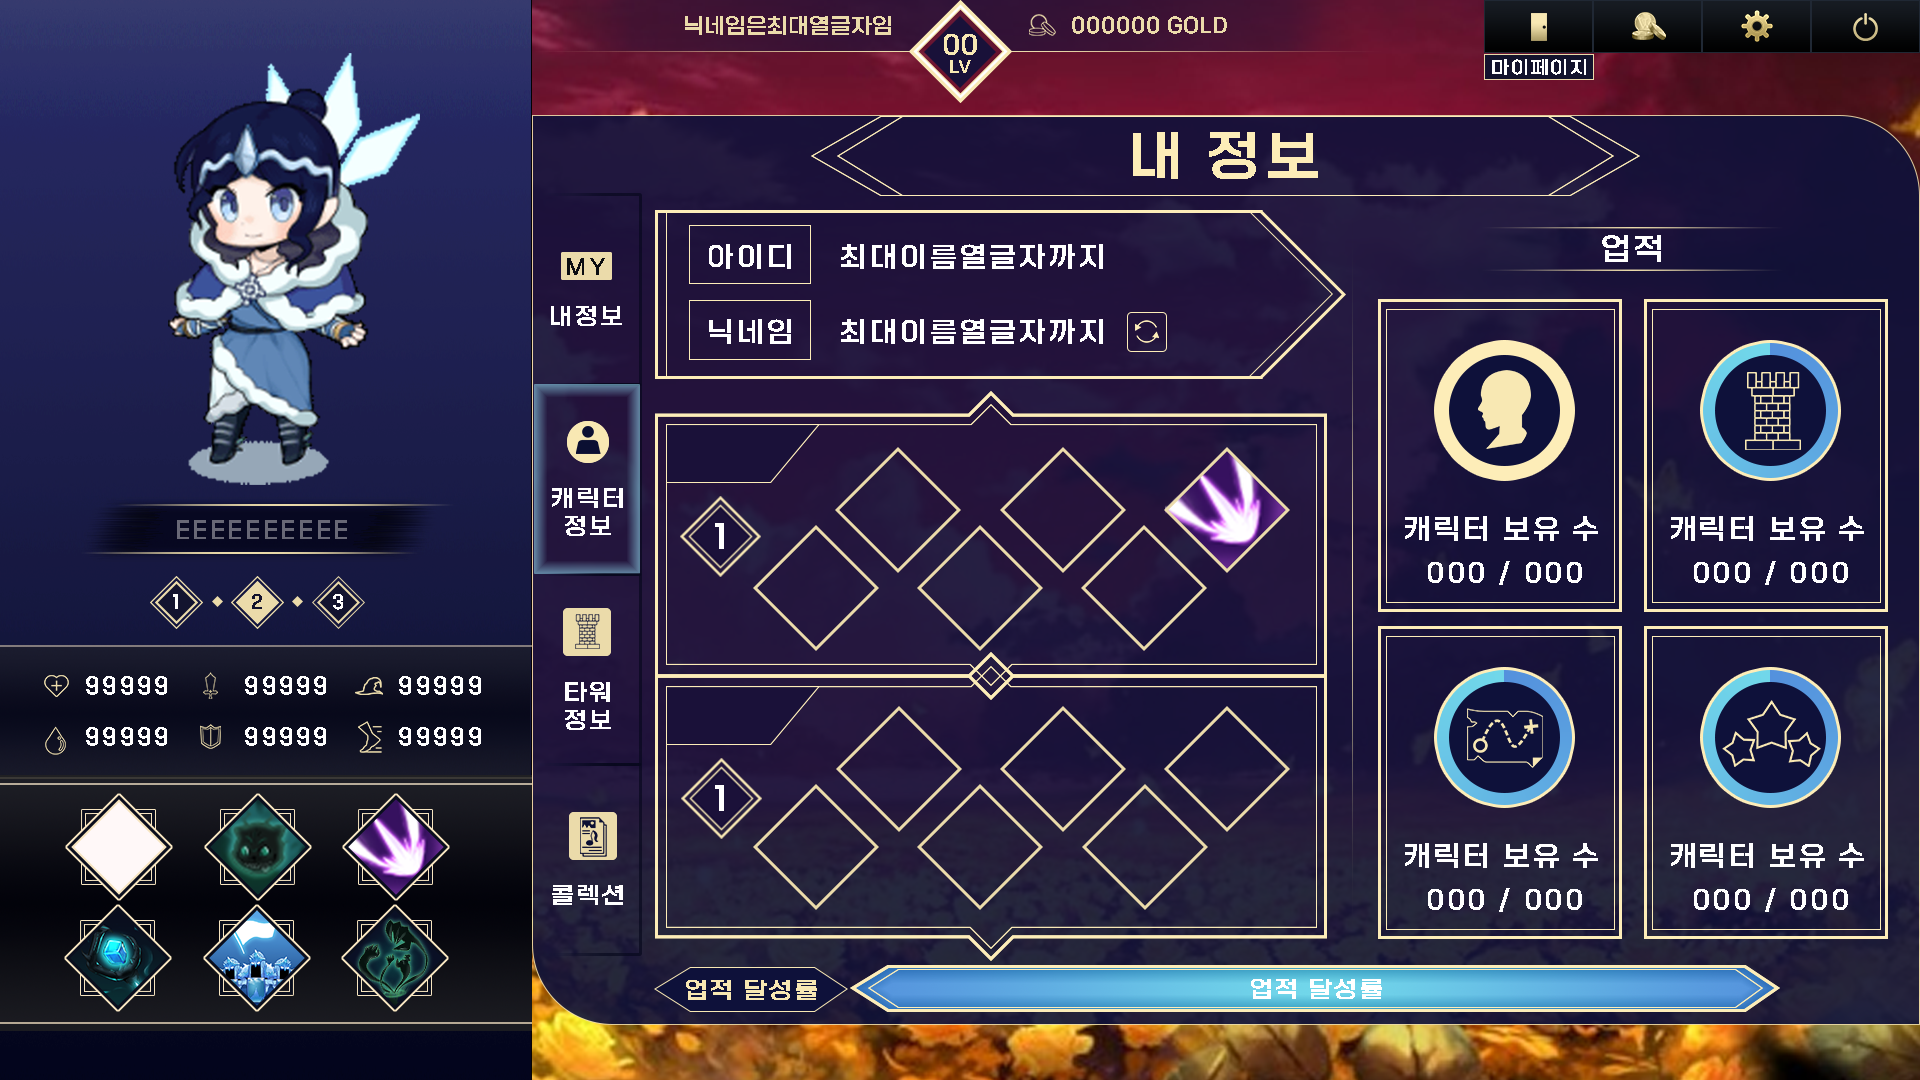 닉네임은최대열글자임
00
LV
000000 GOLD
마이페이지
내 정보
MY
내정보
캐릭터
정보
타워
정보
콜렉션
아이디
최대이름열글자까지
닉네임
최대이름열글자까지
1
1
업적
캐릭터 보유 수
000 / 000
캐릭터 보유 수
000 / 000
캐릭터 보유 수
000 / 000
캐릭터 보유 수
000 / 000
업적 달성률
업적 달성률
EEEEEEEEEE
1
2
3
99999
99999
99999
99999
99999
99999